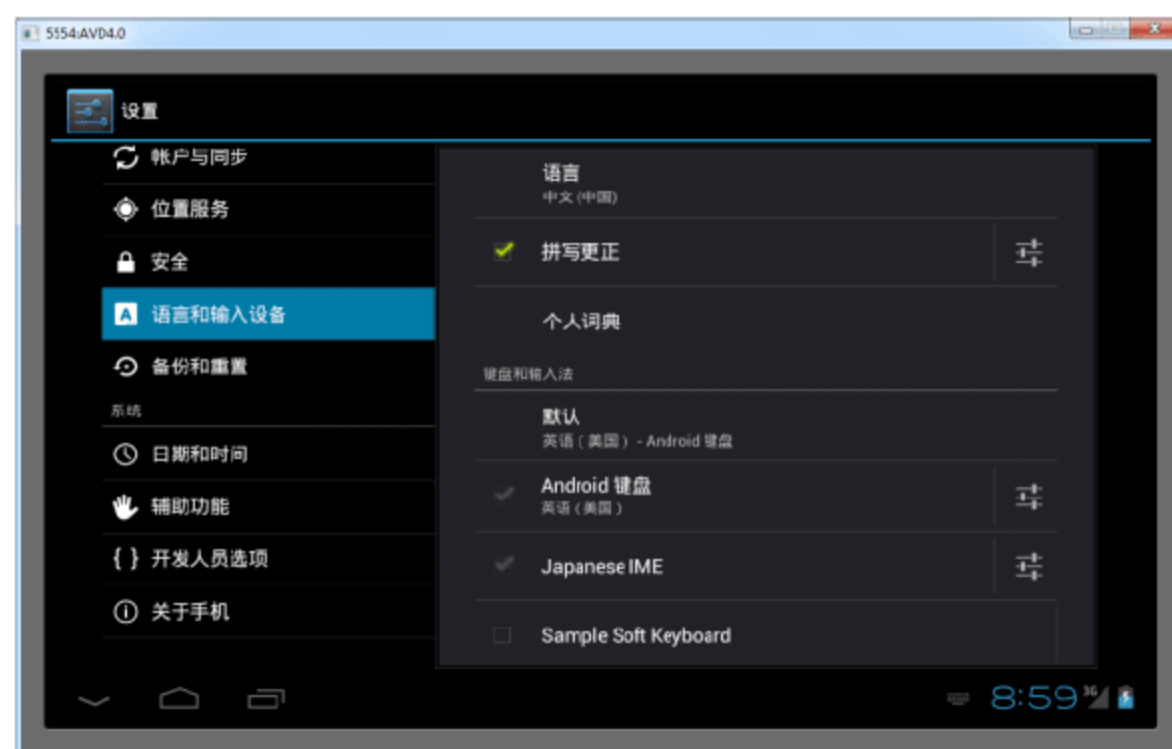 5554:AVD4.0
设置
帐户与同步
位置服务
安全
语言和输入设备
备份和重置
系统
日期和时间
辅助功能
{ } 开发人员选项
关于手机
语言
中文 (中国)
拼写更正
个人词典
键盘和输入法
默认
英语 ( 美国 ) - Android 键盘
Android 键盘
英语 ( 美国 )
Japanese IME
Sample Soft Keyboard
8:59 3G